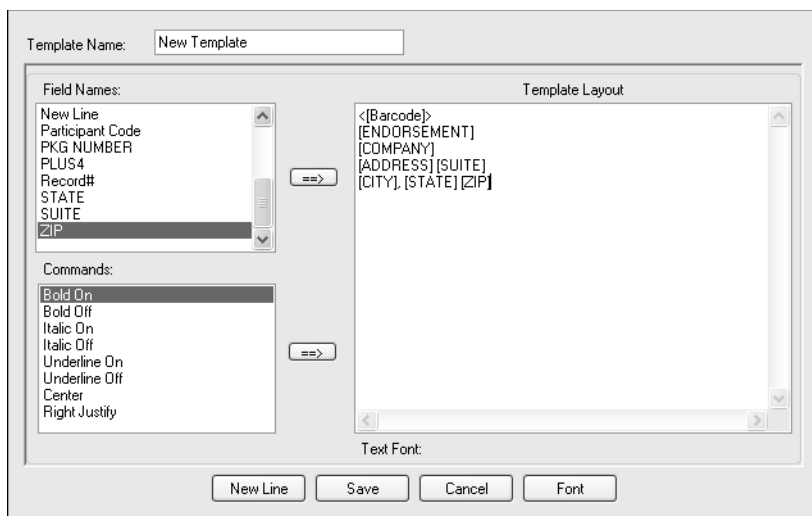 Template Name: New Template
Field Names:
New Line
Participant Code
PKG NUMBER
PLUS4
Record#
STATE
SUITE
ZIP
==>
Commands:
Bold On
Bold Off
Italic On
Italic Off
Underline On
Underline Off
Center
Right Justify
==>
Template Layout
<[Barcode]>
[ENDORSEMENT]
[COMPANY]
[ADDRESS] [SUITE]
[CITY], [STATE] [ZIP]
Text Font:
New Line Save Cancel Font